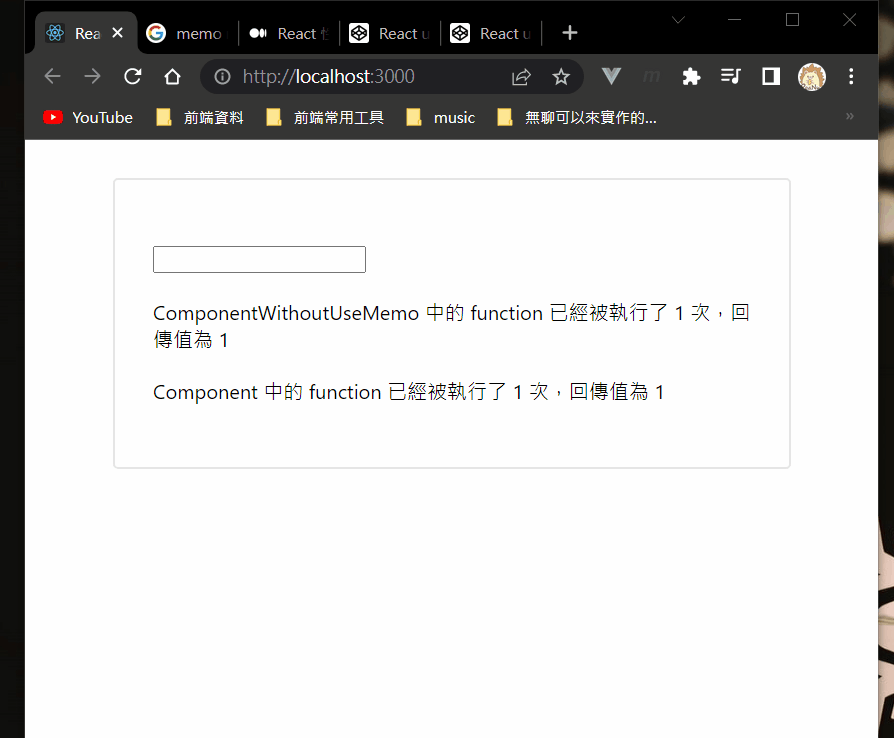 Rea
memo
React
React u
React u
http://localhost:3000
YouTube
前端資料
前端常用工具
music
無聊可以來實作的...
ComponentWithoutUseMemo 中的 function 已經被執行了 1 次，回
傳值為 1
Component 中的 function 已經被執行了 1 次，回傳值為 1